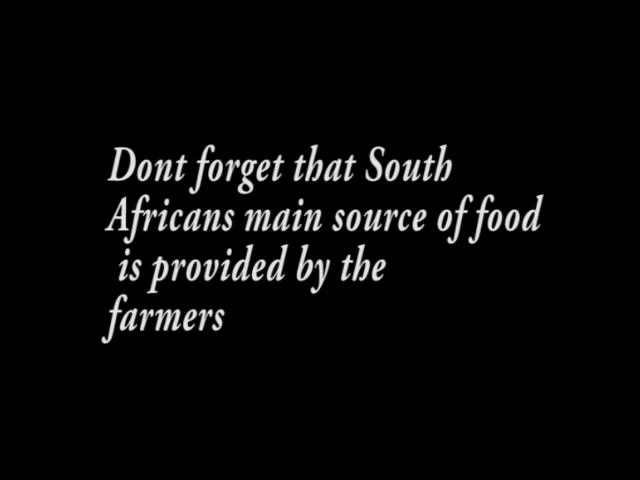 Dont forget that South
Africans main source of food
is provided by the
farmers